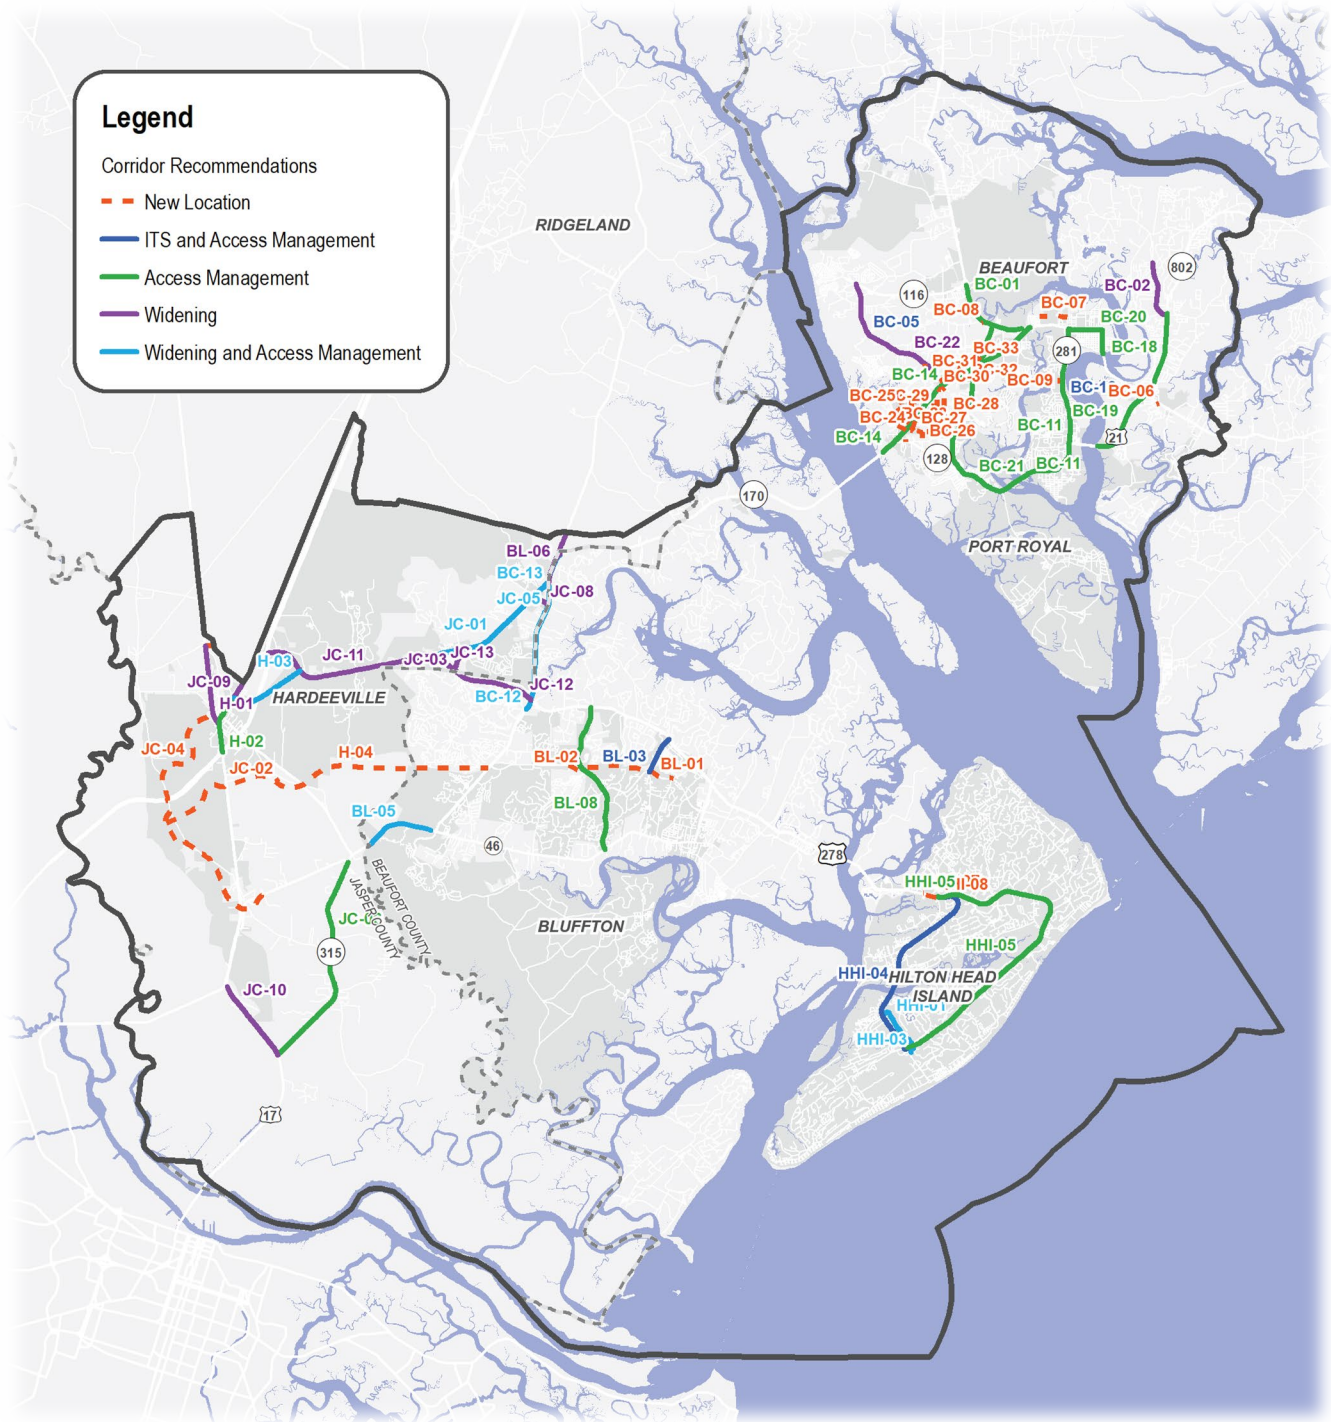 Legend
Corridor Recommendations
New Location
ITS and Access Management
Access Management
Widening
Widening and Access Management
RIDGELAND
BEAUFORT
802
BC-01
BC-02
116
BC-08
BC-07
BC-05
BC-20
BC-22
BC-33
281
BC-18
BC-31
BC-14
BC-30
BC-09
BC-06
BC-25
BC-28
BC-19
BC-24
BC-27
BC-11
BC-26
BC-14
21
128
BC-21
BC-11
170
PORT ROYAL
BL-06
BC-13
JC-05
JC-08
JC-01
H-03
JC-11
JC-03
JC-13
JC-09
H-01
HARDEEVILLE
BC-12
JC-12
H-02
JC-04
H-04
JC-02
BL-02
BL-03
BL-01
BL-08
BL-05
46
278
BEAUFORT COUNTY
JASPER COUNTY
HHI-05
BLUFFTON
315
HHI-05
HHI-04
HILTON HEAD
ISLAND
JC-10
HHI-01
HHI-03
17